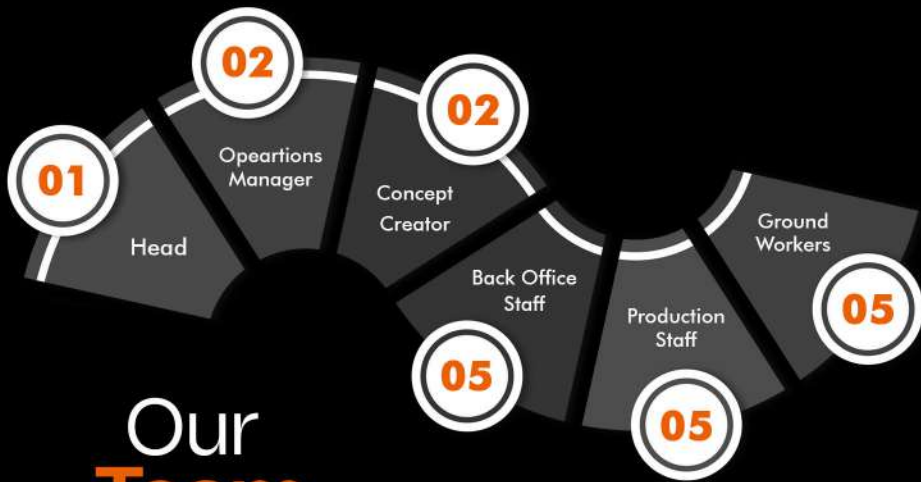 01
Head
02
Opeartions
Manager
02
Concept
Creator
05
Back Office
Staff
05
Production
Staff
05
Ground
Workers
Our
Team